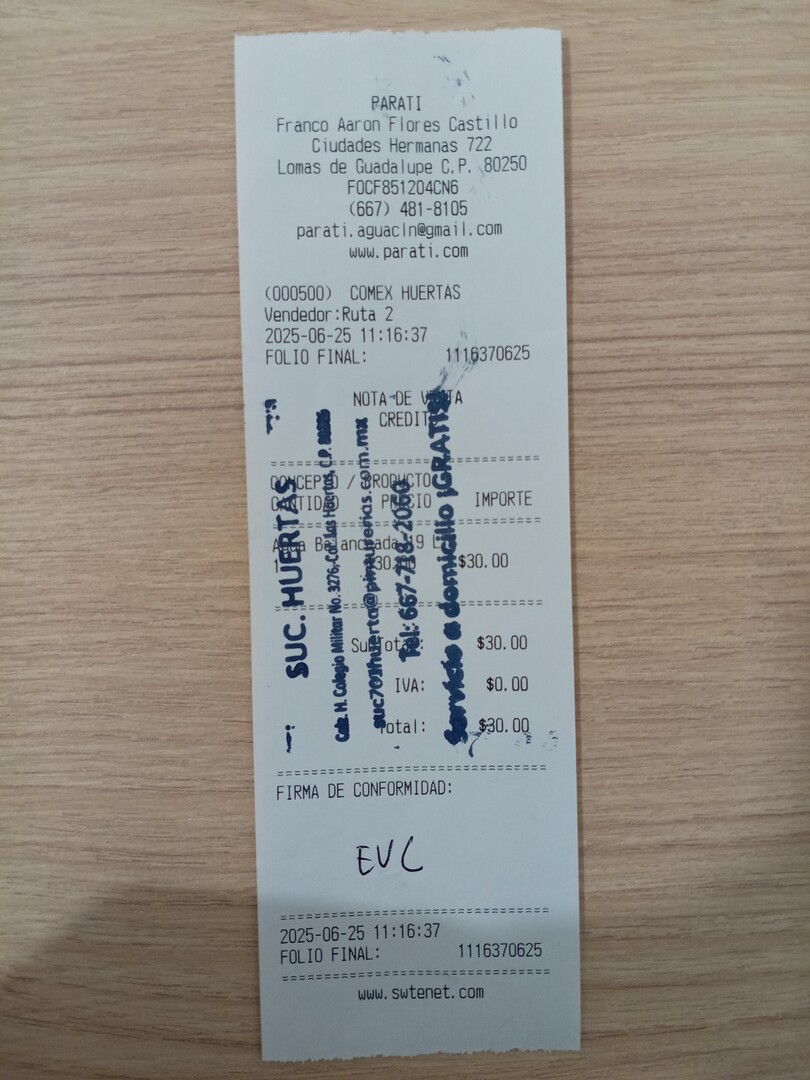 PARATI
Franco Aaron Flores Castillo
Ciudades Hermanas 722
Lomas de Guadalupe C.P. 80250
FOCF851204CN6
(667) 481-8105
parati.aguacln@gmail.com
www.parati.com
(000500) COMEX HUERTAS
Vendedor:Ruta 2
2025-06-25 11:16:37
FOLIO FINAL: 1116370625
NOTA DE VENTA
CREDITO
==================================
CONCEPTO / PRODUCTO
CANTIDAD PRECIO IMPORTE
==================================
Agua Balanceada 19 L
1 $30.00 $30.00
==================================
SubTotal: $30.00
IVA: $0.00
Total: $30.00
==================================
FIRMA DE CONFORMIDAD:
EVC
==================================
2025-06-25 11:16:37
FOLIO FINAL: 1116370625
==================================
www.swtenet.com
SUC. HUERTAS
Calz. H. Colegio Militar No. 3276, Col. Las Huertas, C.P.
suc701huerta@pinturerias.com.mx
Tel: 667-718-2060
Servicio a domicilio ¡GRATIS!